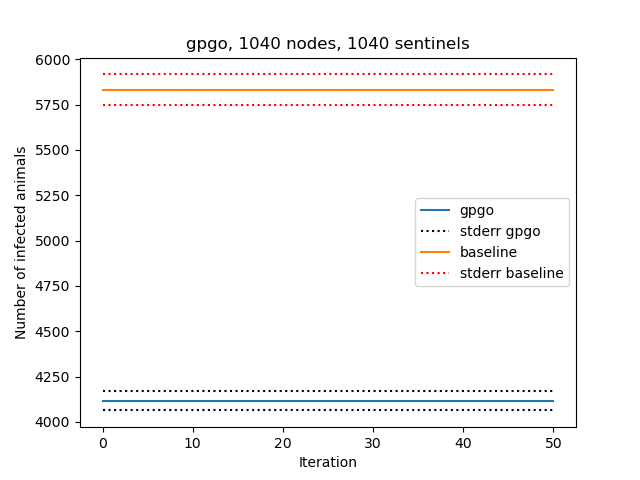 gpgo, 1040 nodes, 1040 sentinels
6000
5750
5500
5250
5000
4750
4500
4250
4000
Number of infected animals
gpgo
stderr gpgo
baseline
stderr baseline
0 10 20 30 40 50
Iteration